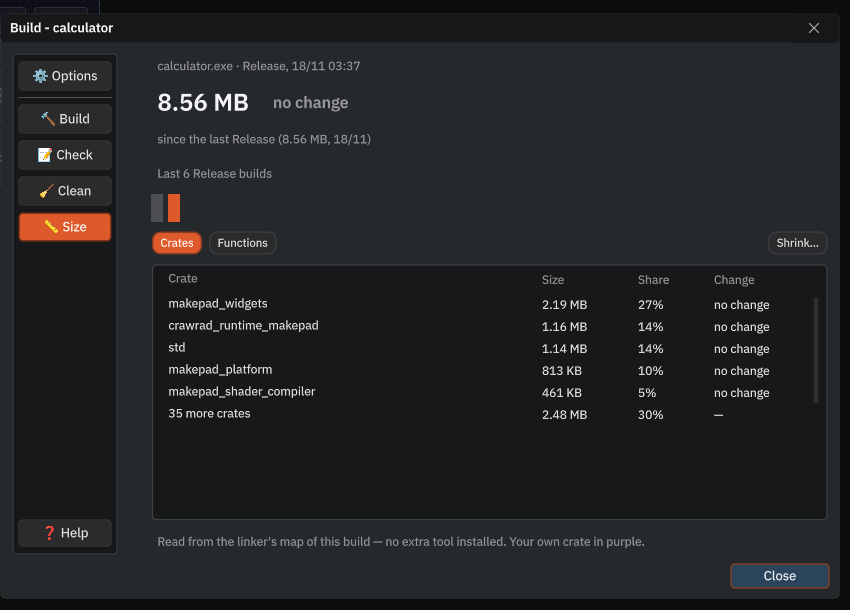 Build - calculator
⚙️ Options
🔨 Build
📝 Check
🧹 Clean
📏 Size
❓ Help
calculator.exe · Release, 18/11 03:37
8.56 MB no change
since the last Release (8.56 MB, 18/11)
Last 6 Release builds
Crates Functions Shrink...
Crate Size Share Change
makepad_widgets 2.19 MB 27% no change
crawrad_runtime_makepad 1.16 MB 14% no change
std 1.14 MB 14% no change
makepad_platform 813 KB 10% no change
makepad_shader_compiler 461 KB 5% no change
35 more crates 2.48 MB 30% —
Read from the linker's map of this build — no extra tool installed. Your own crate in purple.
Close